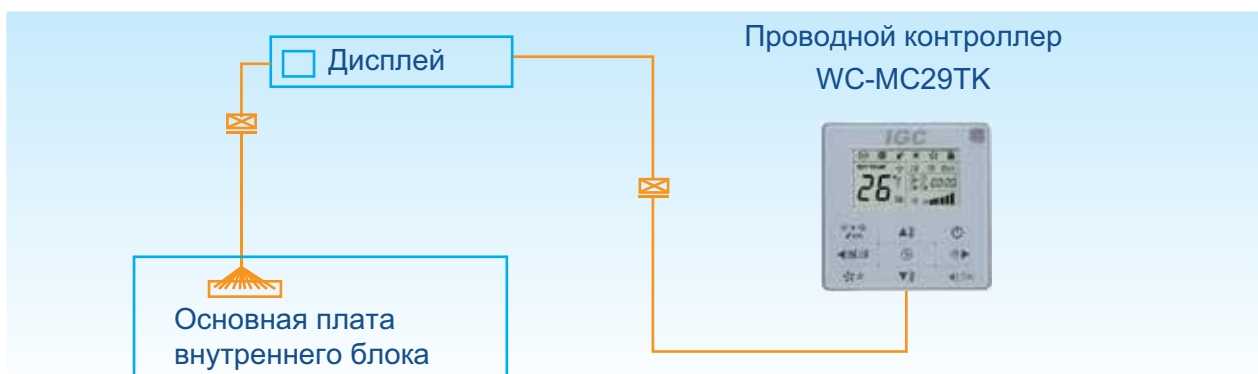 Дисплей
Проводной контроллер
WC-MC29TK
IGC
26
Основная плата
внутреннего блока